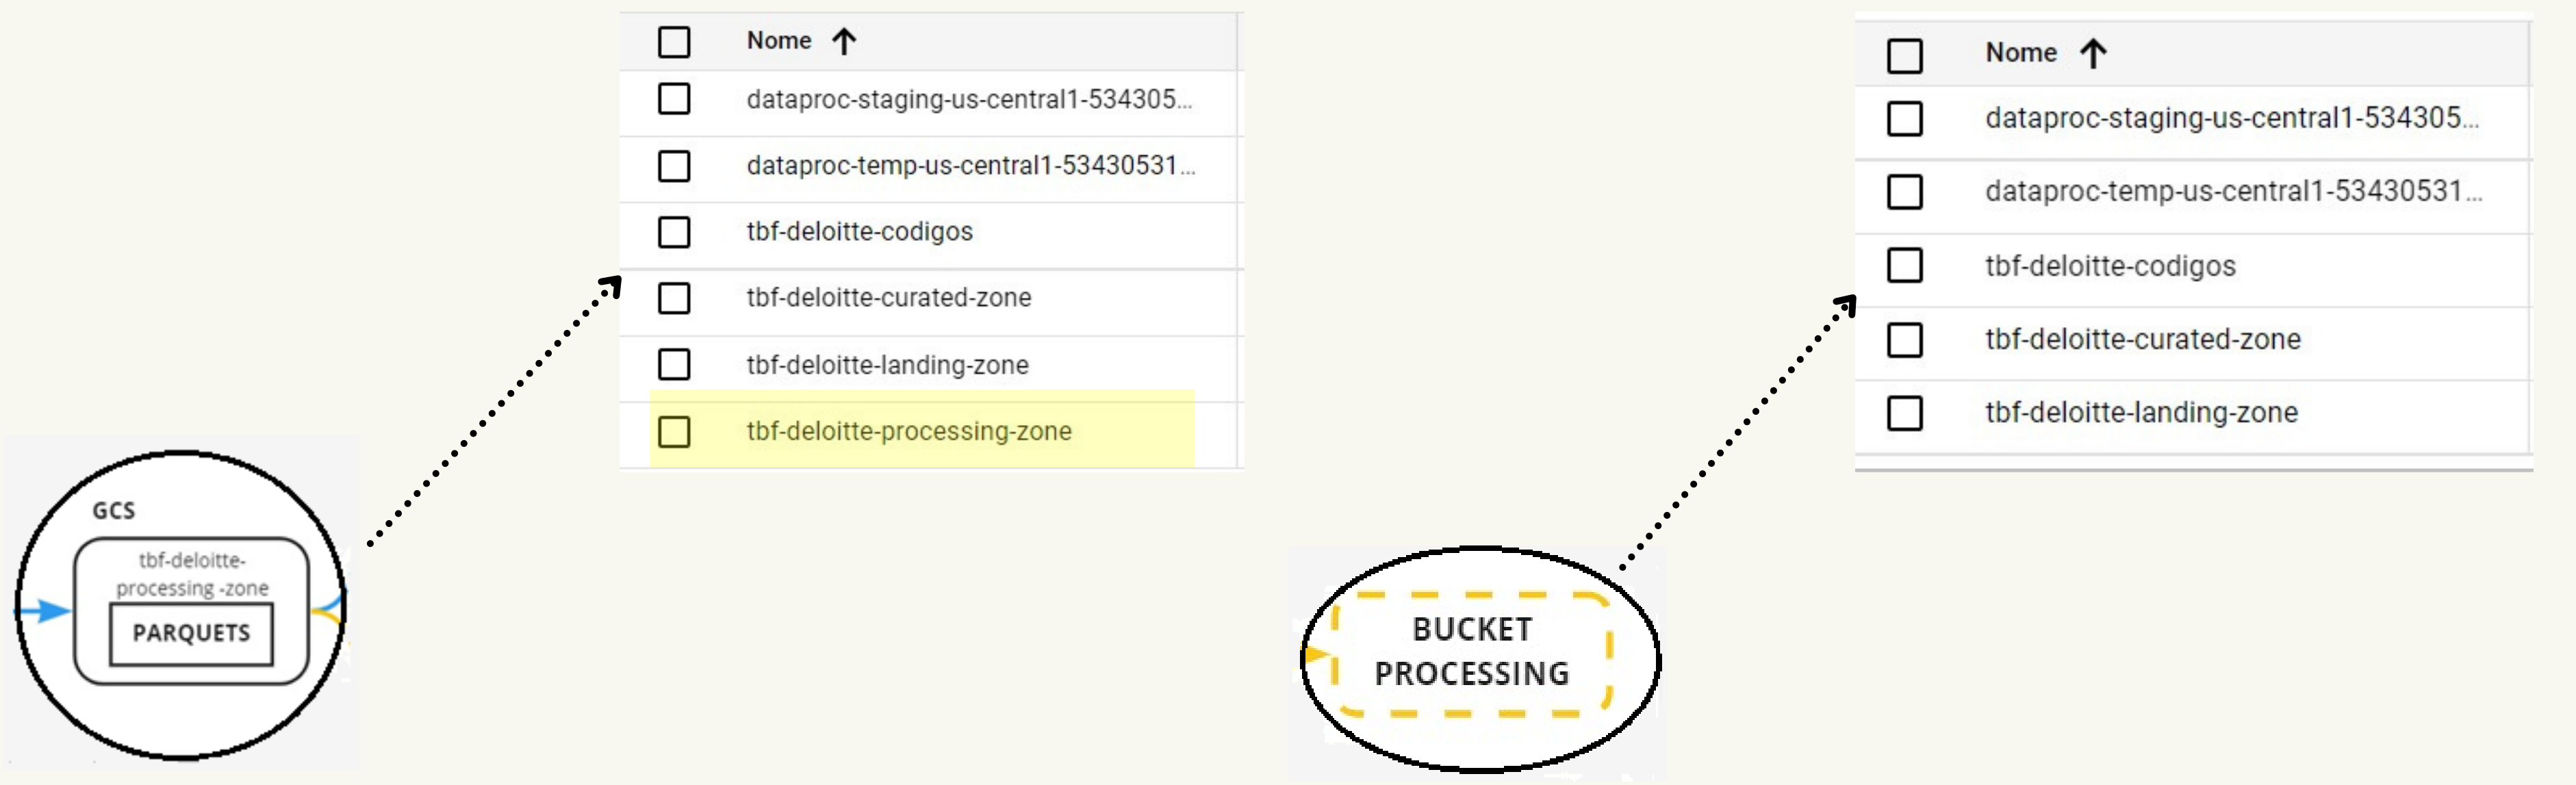 Nome
dataproc-staging-us-central1-534305...
dataproc-temp-us-central1-53430531...
tbf-deloitte-codigos
tbf-deloitte-curated-zone
tbf-deloitte-landing-zone
tbf-deloitte-processing-zone
GCS
tbf-deloitte-
processing -zone
PARQUETS
Nome
dataproc-staging-us-central1-534305...
dataproc-temp-us-central1-53430531...
tbf-deloitte-codigos
tbf-deloitte-curated-zone
tbf-deloitte-landing-zone
BUCKET
PROCESSING